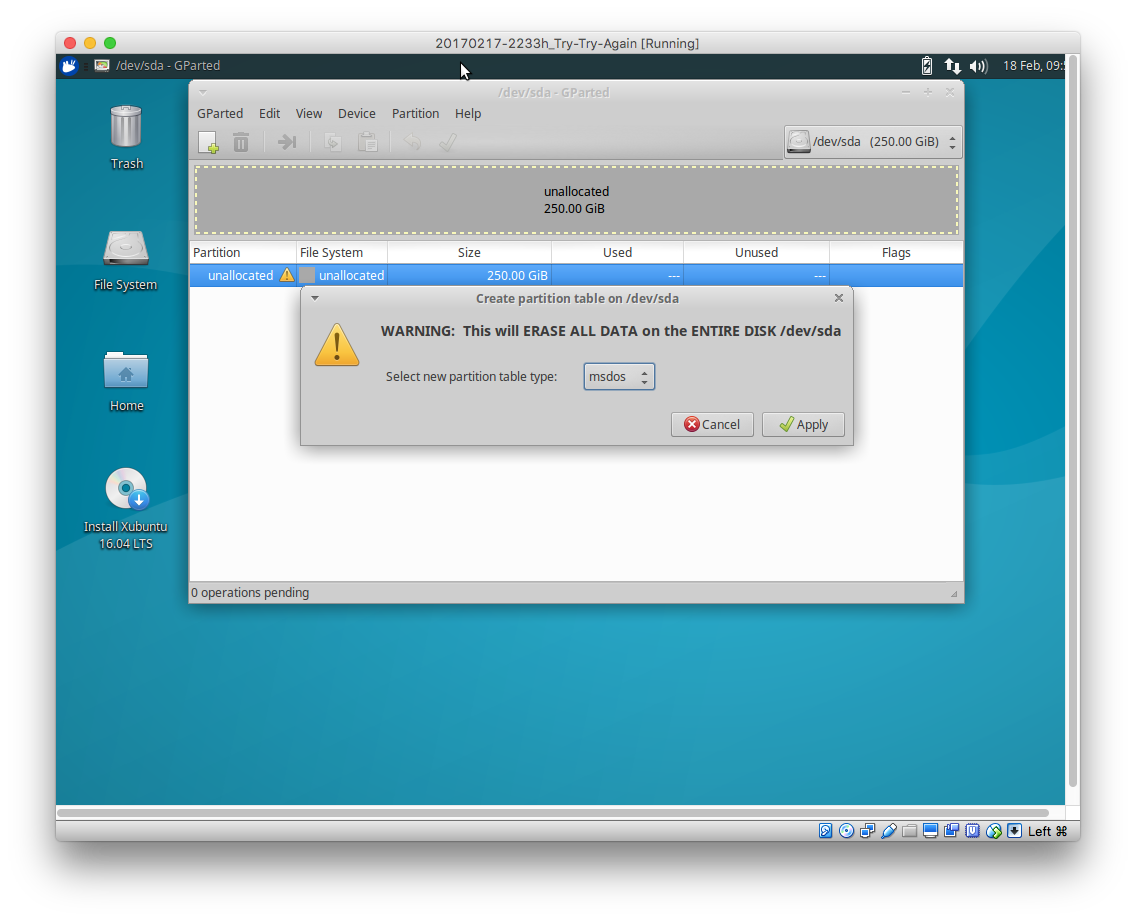 20170217-2233h_Try-Try-Again [Running]
/dev/sda - GParted
18 Feb, 09:
/dev/sda - GParted
GParted Edit View Device Partition Help
/dev/sda (250.00 GiB)
Trash
unallocated
250.00 GiB
Partition File System Size Used Unused Flags
unallocated unallocated 250.00 GiB --- ---
File System
Create partition table on /dev/sda
WARNING: This will ERASE ALL DATA on the ENTIRE DISK /dev/sda
Select new partition table type: msdos
Cancel Apply
Home
Install Xubuntu
16.04 LTS
0 operations pending
Left ⌘